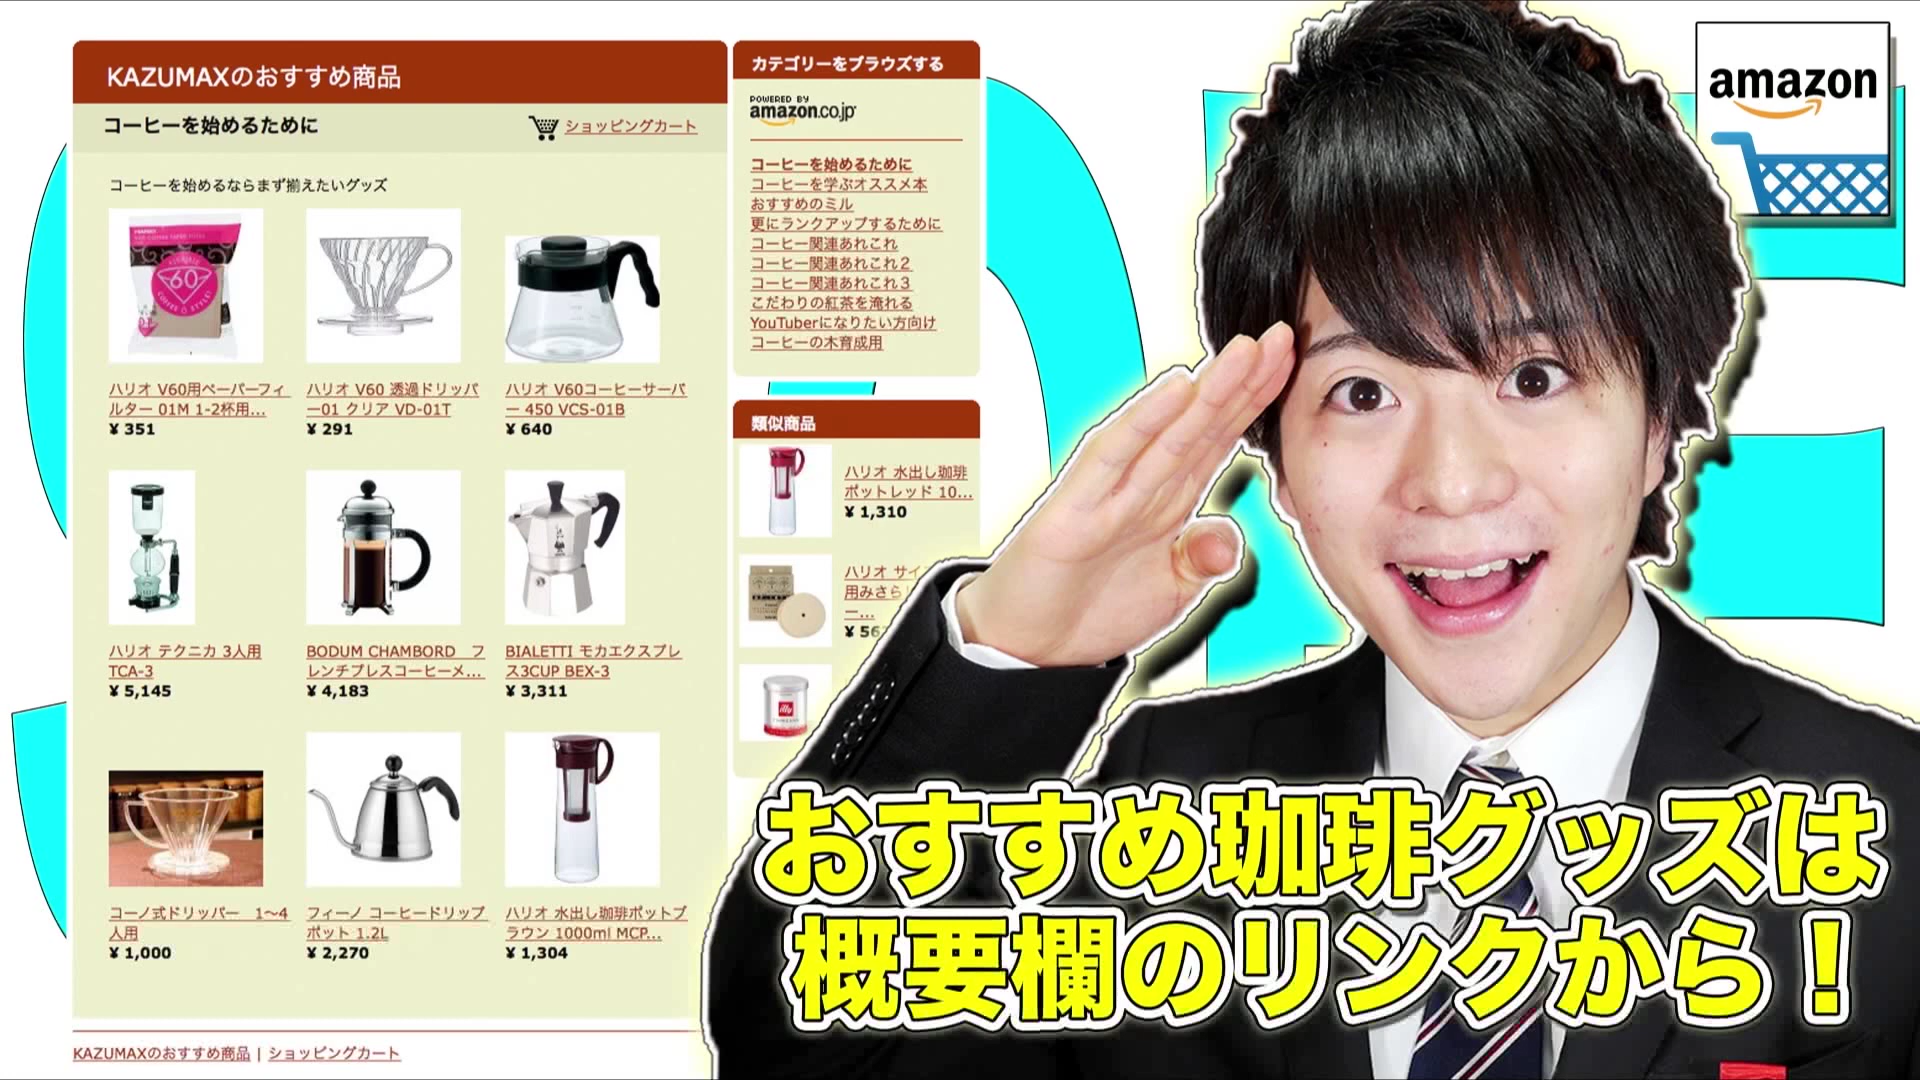 KAZUMAXのおすすめ商品
コーヒーを始めるために
ショッピングカート
コーヒーを始めるならまず揃えたいグッズ
ハリオ V60用ペーパーフィ
ルター 01M 1-2杯用...
¥ 351
ハリオ V60 透過ドリッパ
ー01 クリア VD-01T
¥ 291
ハリオ V60コーヒーサーバ
ー 450 VCS-01B
¥ 640
ハリオ テクニカ 3人用
TCA-3
¥ 5,145
BODUM CHAMBORD フ
レンチプレスコーヒーメ...
¥ 4,183
BIALETTI モカエクスプレ
ス3CUP BEX-3
¥ 3,311
コーノ式ドリッパー 1〜4
人用
¥ 1,000
フィーノ コーヒードリップ
ポット 1.2L
¥ 2,270
ハリオ 水出し珈琲ポットブ
ラウン 1000ml MCP...
¥ 1,304
KAZUMAXのおすすめ商品 | ショッピングカート
カテゴリーをブラウズする
POWERED BY
amazon.co.jp
コーヒーを始めるために
コーヒーを学ぶオススメ本
おすすめのミル
更にランクアップするために
コーヒー関連あれこれ
コーヒー関連あれこれ２
コーヒー関連あれこれ３
こだわりの紅茶を淹れる
YouTuberになりたい方向け
コーヒーの木育成用
類似商品
ハリオ 水出し珈琲
ポットレッド 10...
¥ 1,310
ハリオ サイ
用みさら
ー...
¥ 56
illy
60
amazon
おすすめ珈琲グッズは
概要欄のリンクから！